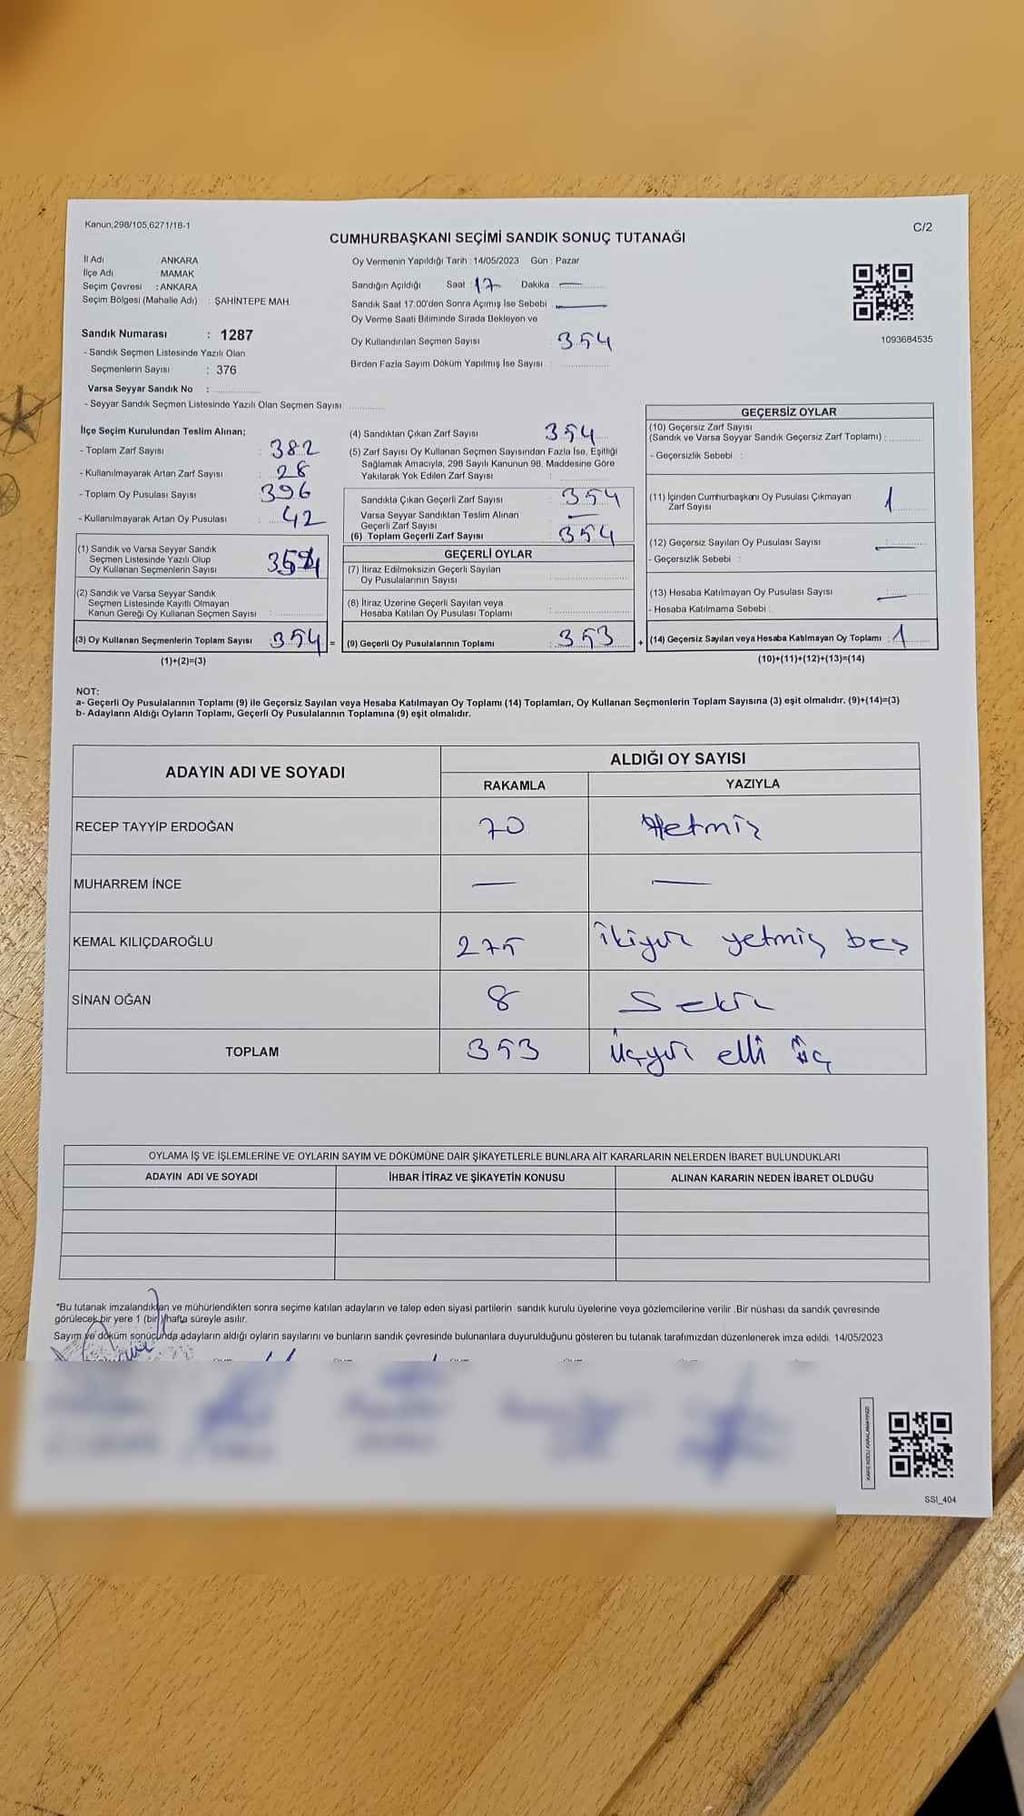 Kanun,298/105,6271/16-1
C/2
CUMHURBAŞKANI SEÇİMİ SANDIK SONUÇ TUTANAĞI
İl Adı : ANKARA
İlçe Adı : MAMAK
Seçim Çevresi : ANKARA
Seçim Bölgesi (Mahalle Adı) : ŞAHİNTEPE MAH.
Sandık Numarası : 1287
- Sandık Seçmen Listesinde Yazılı Olan
Seçmenlerin Sayısı : 376
Varsa Seyyar Sandık No :
- Seyyar Sandık Seçmen Listesinde Yazılı Olan Seçmen Sayısı
Oy Vermenin Yapıldığı Tarih : 14/05/2023 Gün : Pazar
Sandığın Açıldığı Saat : 17 Dakika : —
Sandık Saat 17:00'den Sonra Açımış İse Sebebi : —
Oy Verme Saati Bitiminde Sırada Bekleyen ve
Oy Kullandırılan Seçmen Sayısı : 354
Birden Fazla Sayım Döküm Yapılmış İse Sayısı :
1093684535
İlçe Seçim Kurulundan Teslim Alınan;
- Toplam Zarf Sayısı : 382
- Kullanılmayarak Artan Zarf Sayısı : 28
- Toplam Oy Pusulası Sayısı : 396
- Kullanılmayarak Artan Oy Pusulası : 42
(1) Sandık ve Varsa Seyyar Sandık
Seçmen Listesinde Yazılı Olup
Oy Kullanan Seçmenlerin Sayısı : 354
(2) Sandık ve Varsa Seyyar Sandık
Seçmen Listesinde Kayıtlı Olmayan
Kanun Gereği Oy Kullanan Seçmen Sayısı :
(3) Oy Kullanan Seçmenlerin Toplam Sayısı : 354 =
(1)+(2)=(3)
(4) Sandıktan Çıkan Zarf Sayısı : 354
(5) Zarf Sayısı Oy Kullanan Seçmen Sayısından Fazla İse, Eşitliği
Sağlamak Amacıyla, 298 Sayılı Kanunun 98. Maddesine Göre
Yakılarak Yok Edilen Zarf Sayısı :
Sandıkta Çıkan Geçerli Zarf Sayısı : 354
Varsa Seyyar Sandıktan Teslim Alınan
Geçerli Zarf Sayısı : —
(6) Toplam Geçerli Zarf Sayısı : 354
GEÇERLİ OYLAR
(7) İtiraz Edilmeksizin Geçerli Sayılan
Oy Pusulalarının Sayısı :
(8) İtiraz Üzerine Geçerli Sayılan veya
Hesaba Katılan Oy Pusulası Toplamı :
(9) Geçerli Oy Pusulalarının Toplamı : 353 +
GEÇERSİZ OYLAR
(10) Geçersiz Zarf Sayısı
(Sandık ve Varsa Seyyar Sandık Geçersiz Zarf Toplamı) :
- Geçersizlik Sebebi :
(11) İçinden Cumhurbaşkanı Oy Pusulası Çıkmayan
Zarf Sayısı : 1
(12) Geçersiz Sayılan Oy Pusulası Sayısı : —
- Geçersizlik Sebebi :
(13) Hesaba Katılmayan Oy Pusulası Sayısı : —
- Hesaba Katılmama Sebebi :
(14) Geçersiz Sayılan veya Hesaba Katılmayan Oy Toplamı : 1
(10)+(11)+(12)+(13)=(14)
NOT:
a- Geçerli Oy Pusulalarının Toplamı (9) ile Geçersiz Sayılan veya Hesaba Katılmayan Oy Toplamı (14) Toplamları, Oy Kullanan Seçmenlerin Toplam Sayısına (3) eşit olmalıdır. (9)+(14)=(3)
b- Adayların Aldığı Oyların Toplamı, Geçerli Oy Pusulalarının Toplamına (9) eşit olmalıdır.
ADAYIN ADI VE SOYADI
ALDIĞI OY SAYISI
RAKAMLA YAZIYLA
RECEP TAYYİP ERDOĞAN 70
MUHARREM İNCE — —
KEMAL KILIÇDAROĞLU 275 ikiyüz yetmiş beş
SİNAN OĞAN 8 Sekiz
TOPLAM 353 Üçyüz elli üç
OYLAMA İŞ VE İŞLEMLERİNE VE OYLARIN SAYIM VE DÖKÜMÜNE DAİR ŞİKAYETLERLE BUNLARA AİT KARARLARIN NELERDEN İBARET BULUNDUKLARI
ADAYIN ADI VE SOYADI İHBAR İTİRAZ VE ŞİKAYETİN KONUSU ALINAN KARARIN NEDEN İBARET OLDUĞU
*Bu tutanak imzalandıktan ve mühürlendikten sonra seçime katılan adayların ve talep eden siyasi partilerin sandık kurulu üyelerine veya gözlemcilerine verilir .Bir nüshası da sandık çevresinde
görülecek bir yere 1 (bir) hafta süreyle asılır.
Sayım ve döküm sonucunda adayların aldığı oyların sayılarını ve bunların sandık çevresinde bulunanlara duyurulduğunu gösteren bu tutanak tarafımızdan düzenlenerek imza edildi. 14/05/2023
SSI_404